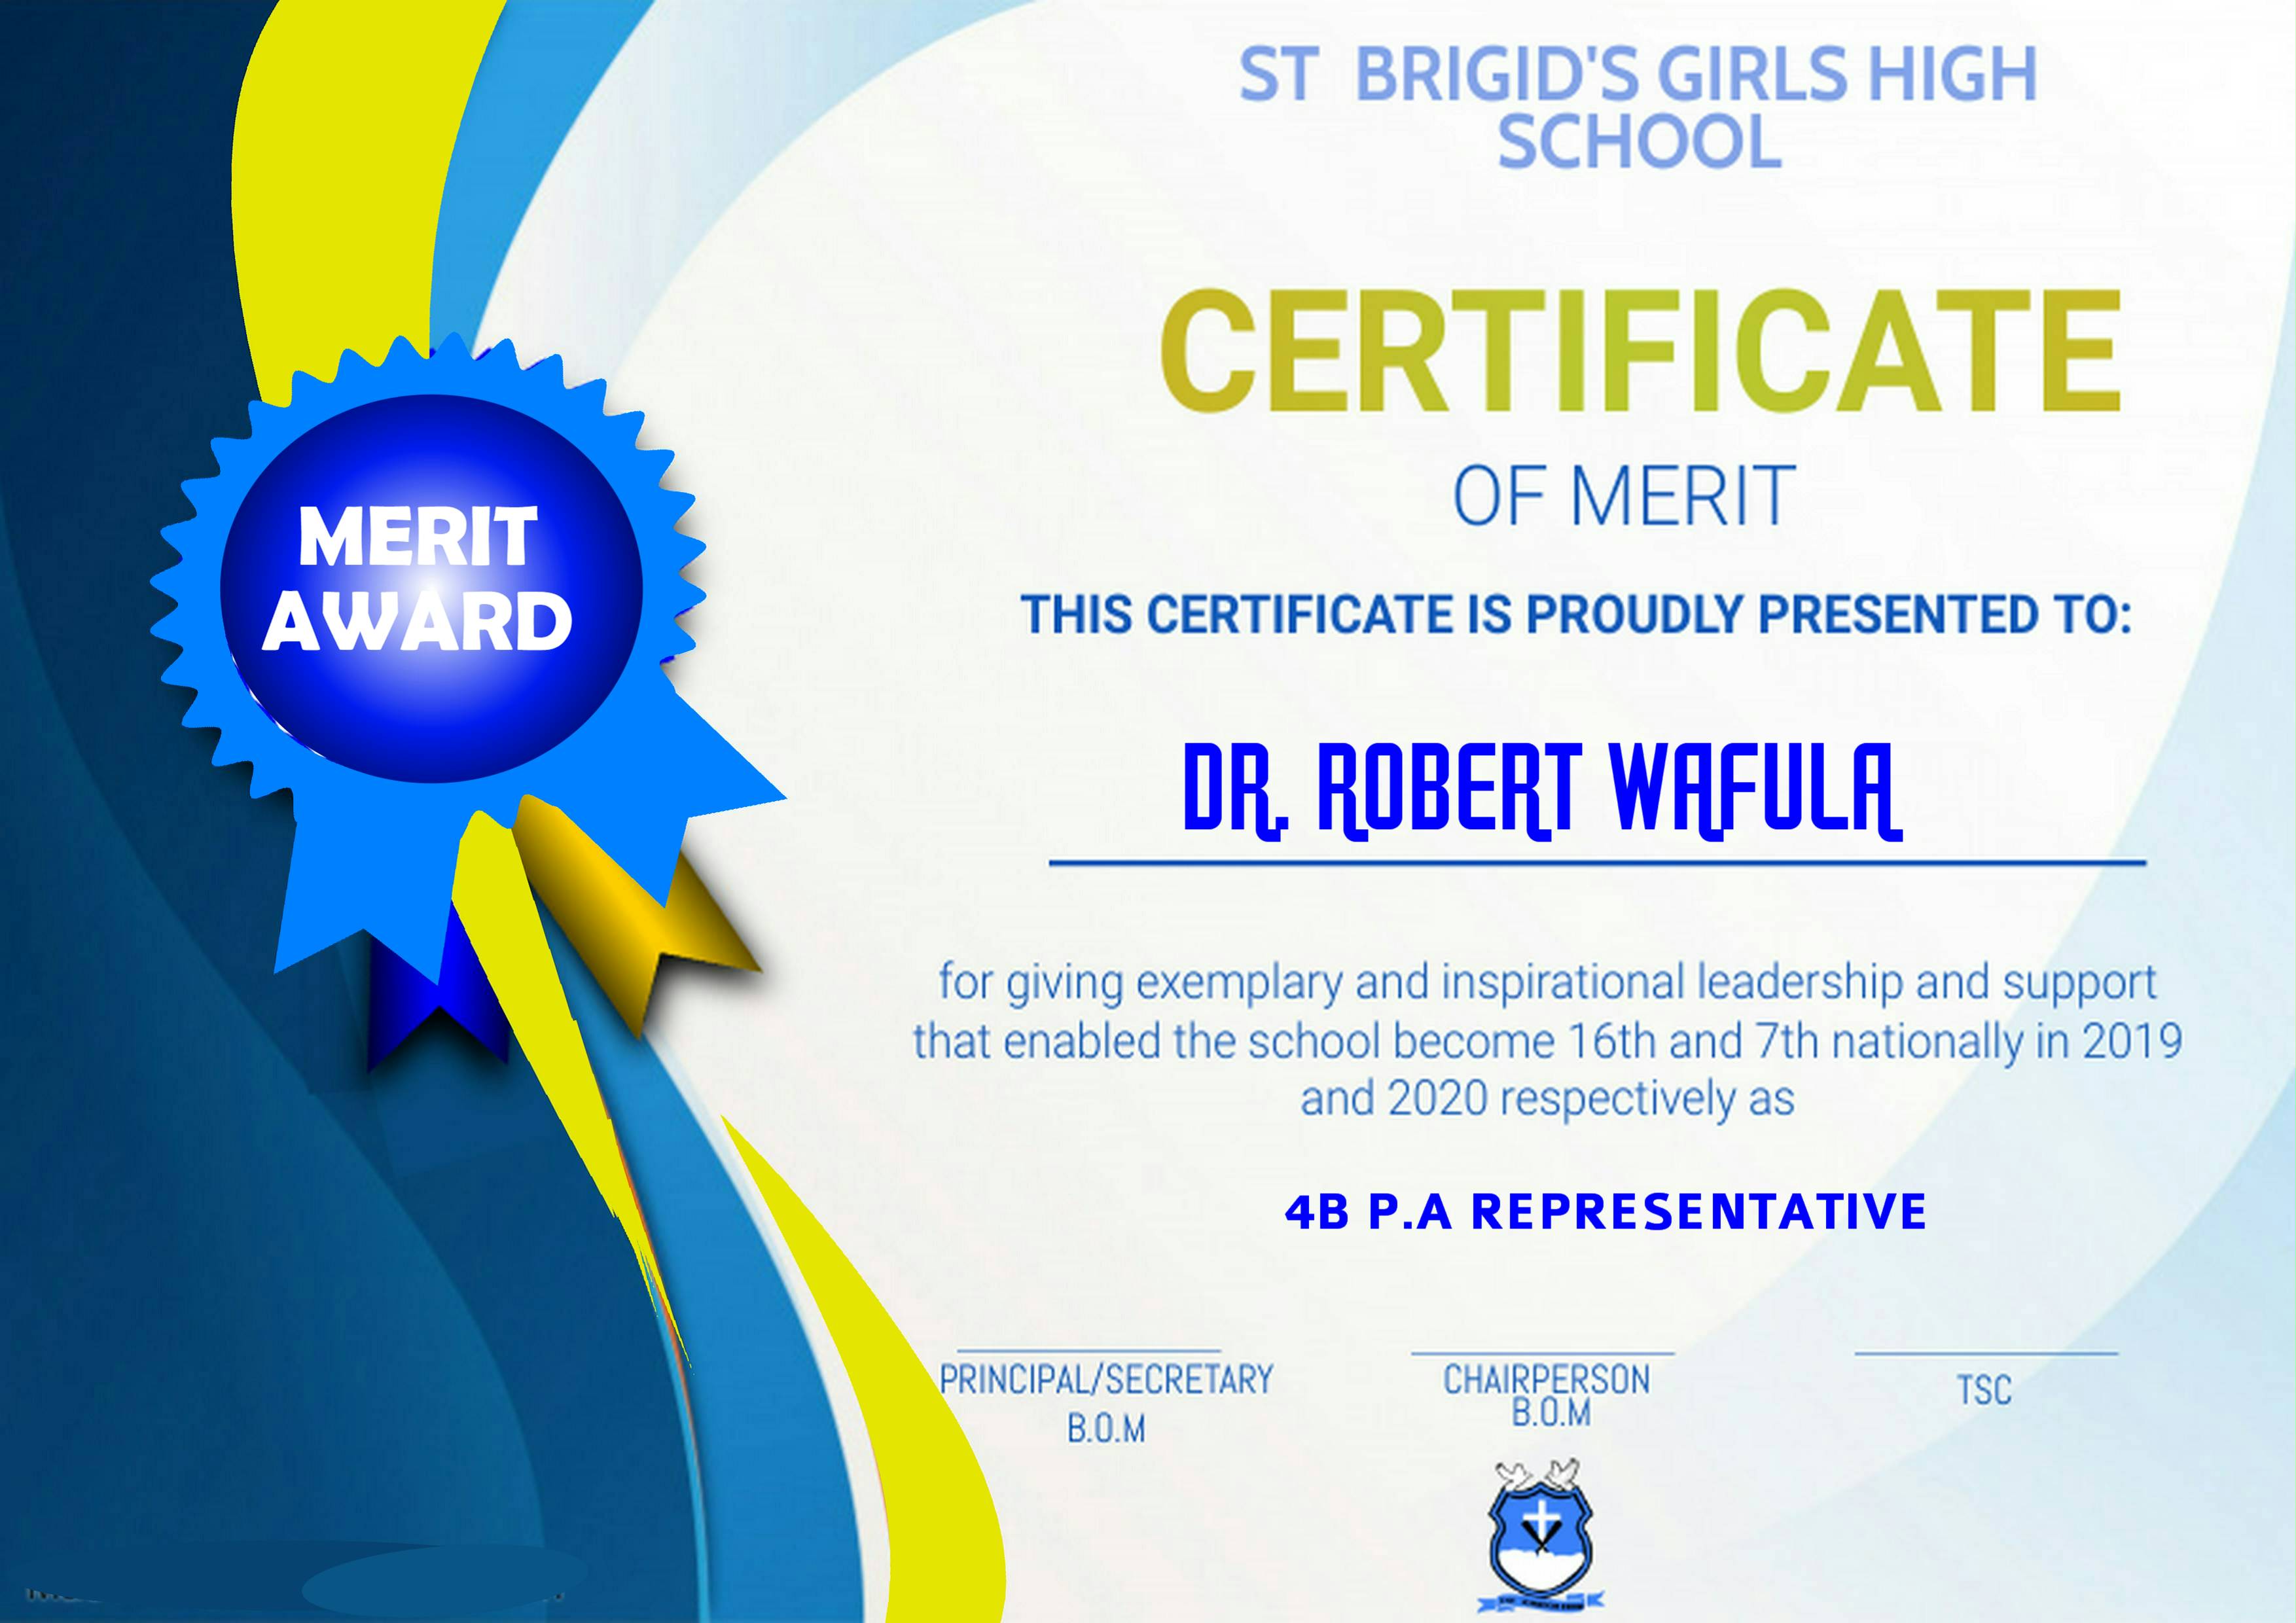 ST BRIGID'S GIRLS HIGH
SCHOOL
CERTIFICATE
OF MERIT
MERIT
AWARD
THIS CERTIFICATE IS PROUDLY PRESENTED TO:
DR. ROBERT WAFULA
for giving exemplary and inspirational leadership and support
that enabled the school become 16th and 7th nationally in 2019
and 2020 respectively as
4B P.A REPRESENTATIVE
PRINCIPAL/SECRETARY
B.O.M
CHAIRPERSON
B.O.M
TSC